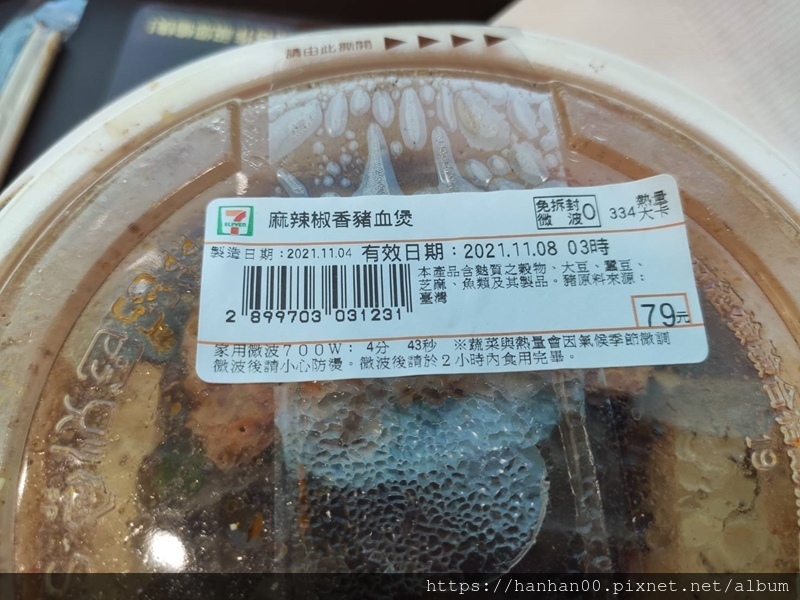 請由此撕開
7
ELEVEN
麻辣椒香豬血煲
免拆封
微 波O
熱量
334大卡
製造日期：2021.11.04 有效日期：2021.11.08 03時
本產品含麩質之穀物、大豆、蠶豆、
芝麻、魚類及其製品。豬原料來源：
臺灣
2 899703 031231
79元
家用微波700W： 4分 43秒 ※蔬菜與熱量會因氣候季節微調
微波後請小心防燙。微波後請於2小時內食用完畢。
https://hanhan00.pixnet.net/album